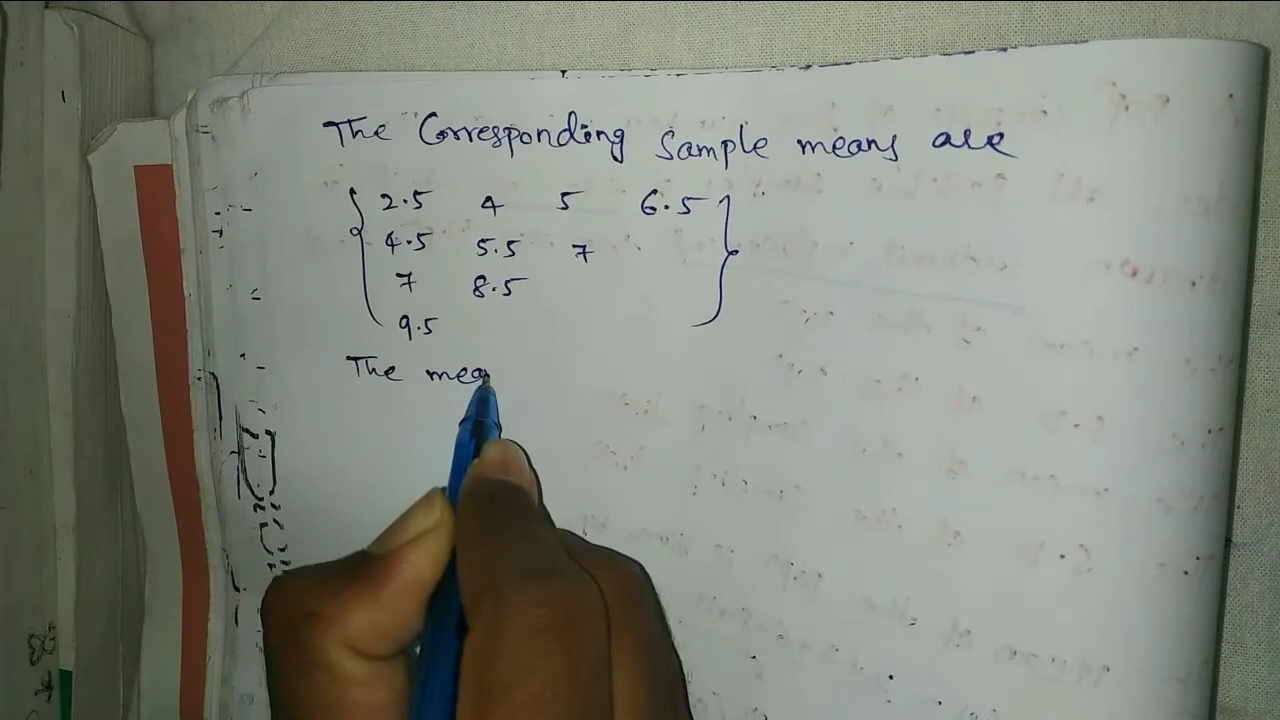 The Corresponding Sample means are
2.5 4 5 6.5
4.5 5.5 7
7 8.5
9.5
The mea